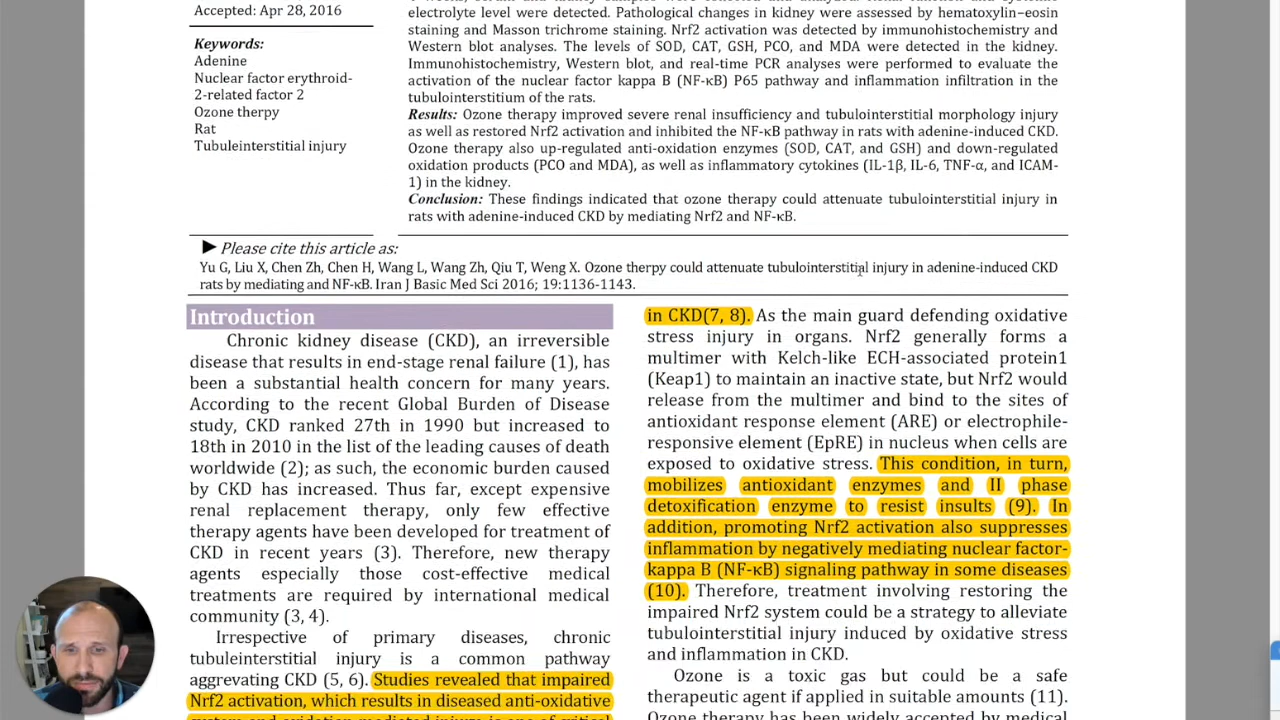 Accepted: Apr 28, 2016
Keywords:
Adenine
Nuclear factor erythroid-
2-related factor 2
Ozone therpy
Rat
Tubuleinterstitial injury
electrolyte level were detected. Pathological changes in kidney were assessed by hematoxylin–eosin
staining and Masson trichrome staining. Nrf2 activation was detected by immunohistochemistry and
Western blot analyses. The levels of SOD, CAT, GSH, PCO, and MDA were detected in the kidney.
Immunohistochemistry, Western blot, and real-time PCR analyses were performed to evaluate the
activation of the nuclear factor kappa B (NF-κB) P65 pathway and inflammation infiltration in the
tubulointerstitium of the rats.
Results: Ozone therapy improved severe renal insufficiency and tubulointerstitial morphology injury
as well as restored Nrf2 activation and inhibited the NF-κB pathway in rats with adenine-induced CKD.
Ozone therapy also up-regulated anti-oxidation enzymes (SOD, CAT, and GSH) and down-regulated
oxidation products (PCO and MDA), as well as inflammatory cytokines (IL-1β, IL-6, TNF-α, and ICAM-
1) in the kidney.
Conclusion: These findings indicated that ozone therapy could attenuate tubulointerstitial injury in
rats with adenine-induced CKD by mediating Nrf2 and NF-κB.
►Please cite this article as:
Yu G, Liu X, Chen Zh, Chen H, Wang L, Wang Zh, Qiu T, Weng X. Ozone therpy could attenuate tubulointerstitial injury in adenine-induced CKD
rats by mediating and NF-κB. Iran J Basic Med Sci 2016; 19:1136-1143.
Introduction
Chronic kidney disease (CKD), an irreversible
disease that results in end-stage renal failure (1), has
been a substantial health concern for many years.
According to the recent Global Burden of Disease
study, CKD ranked 27th in 1990 but increased to
18th in 2010 in the list of the leading causes of death
worldwide (2); as such, the economic burden caused
by CKD has increased. Thus far, except expensive
renal replacement therapy, only few effective
therapy agents have been developed for treatment of
CKD in recent years (3). Therefore, new therapy
agents especially those cost-effective medical
treatments are required by international medical
community (3, 4).
Irrespective of primary diseases, chronic
tubuleinterstitial injury is a common pathway
aggrevating CKD (5, 6). Studies revealed that impaired
Nrf2 activation, which results in diseased anti-oxidative
in CKD(7, 8). As the main guard defending oxidative
stress injury in organs. Nrf2 generally forms a
multimer with Kelch-like ECH-associated protein1
(Keap1) to maintain an inactive state, but Nrf2 would
release from the multimer and bind to the sites of
antioxidant response element (ARE) or electrophile-
responsive element (EpRE) in nucleus when cells are
exposed to oxidative stress. This condition, in turn,
mobilizes antioxidant enzymes and II phase
detoxification enzyme to resist insults (9). In
addition, promoting Nrf2 activation also suppresses
inflammation by negatively mediating nuclear factor-
kappa B (NF-κB) signaling pathway in some diseases
(10). Therefore, treatment involving restoring the
impaired Nrf2 system could be a strategy to alleviate
tubulointerstitial injury induced by oxidative stress
and inflammation in CKD.
Ozone is a toxic gas but could be a safe
therapeutic agent if applied in suitable amounts (11).
Ozone therapy has been widely accepted by medical